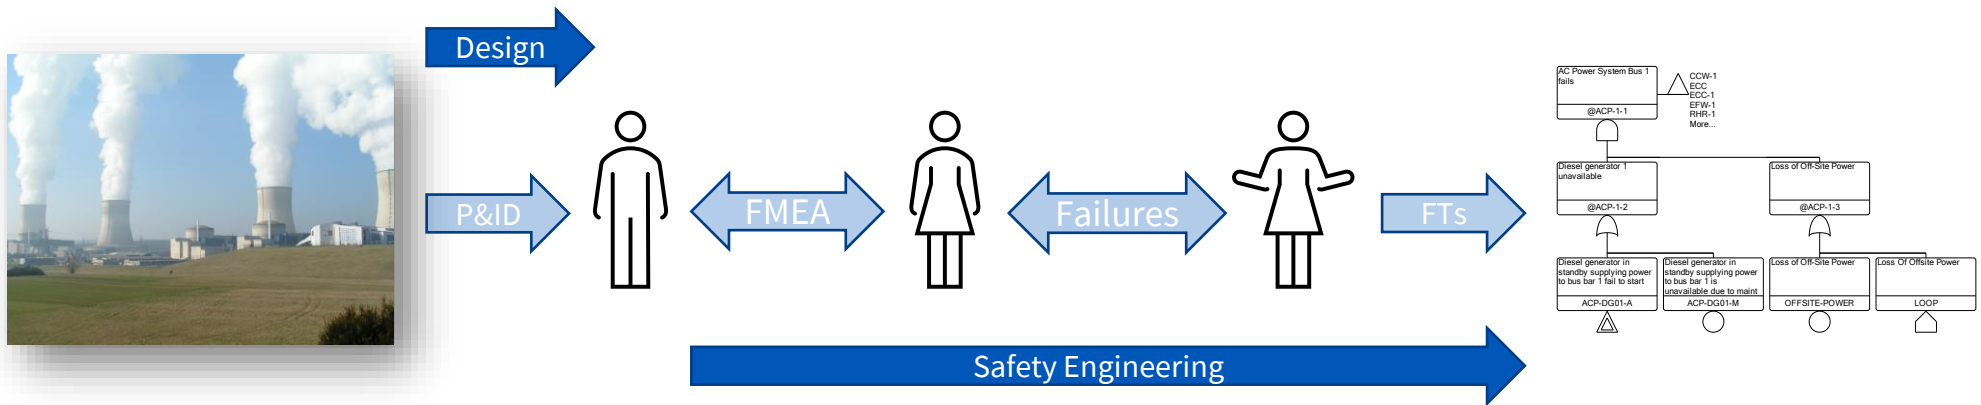 Design
P&ID
FMEA
Failures
FTs
Safety Engineering
AC Power System Bus 1
fails
@ACP-1-1
CCW-1
ECC
ECC-1
EFW-1
RHR-1
More...
Diesel generator 1
unavailable
@ACP-1-2
Loss of Off-Site Power
@ACP-1-3
Diesel generator in
standby supplying power
to bus bar 1 fail to start
ACP-DG01-A
Diesel generator in
standby supplying power
to bus bar 1 is
unavailable due to maint
ACP-DG01-M
Loss of Off-Site Power
OFFSITE-POWER
Loss Of Offsite Power
LOOP